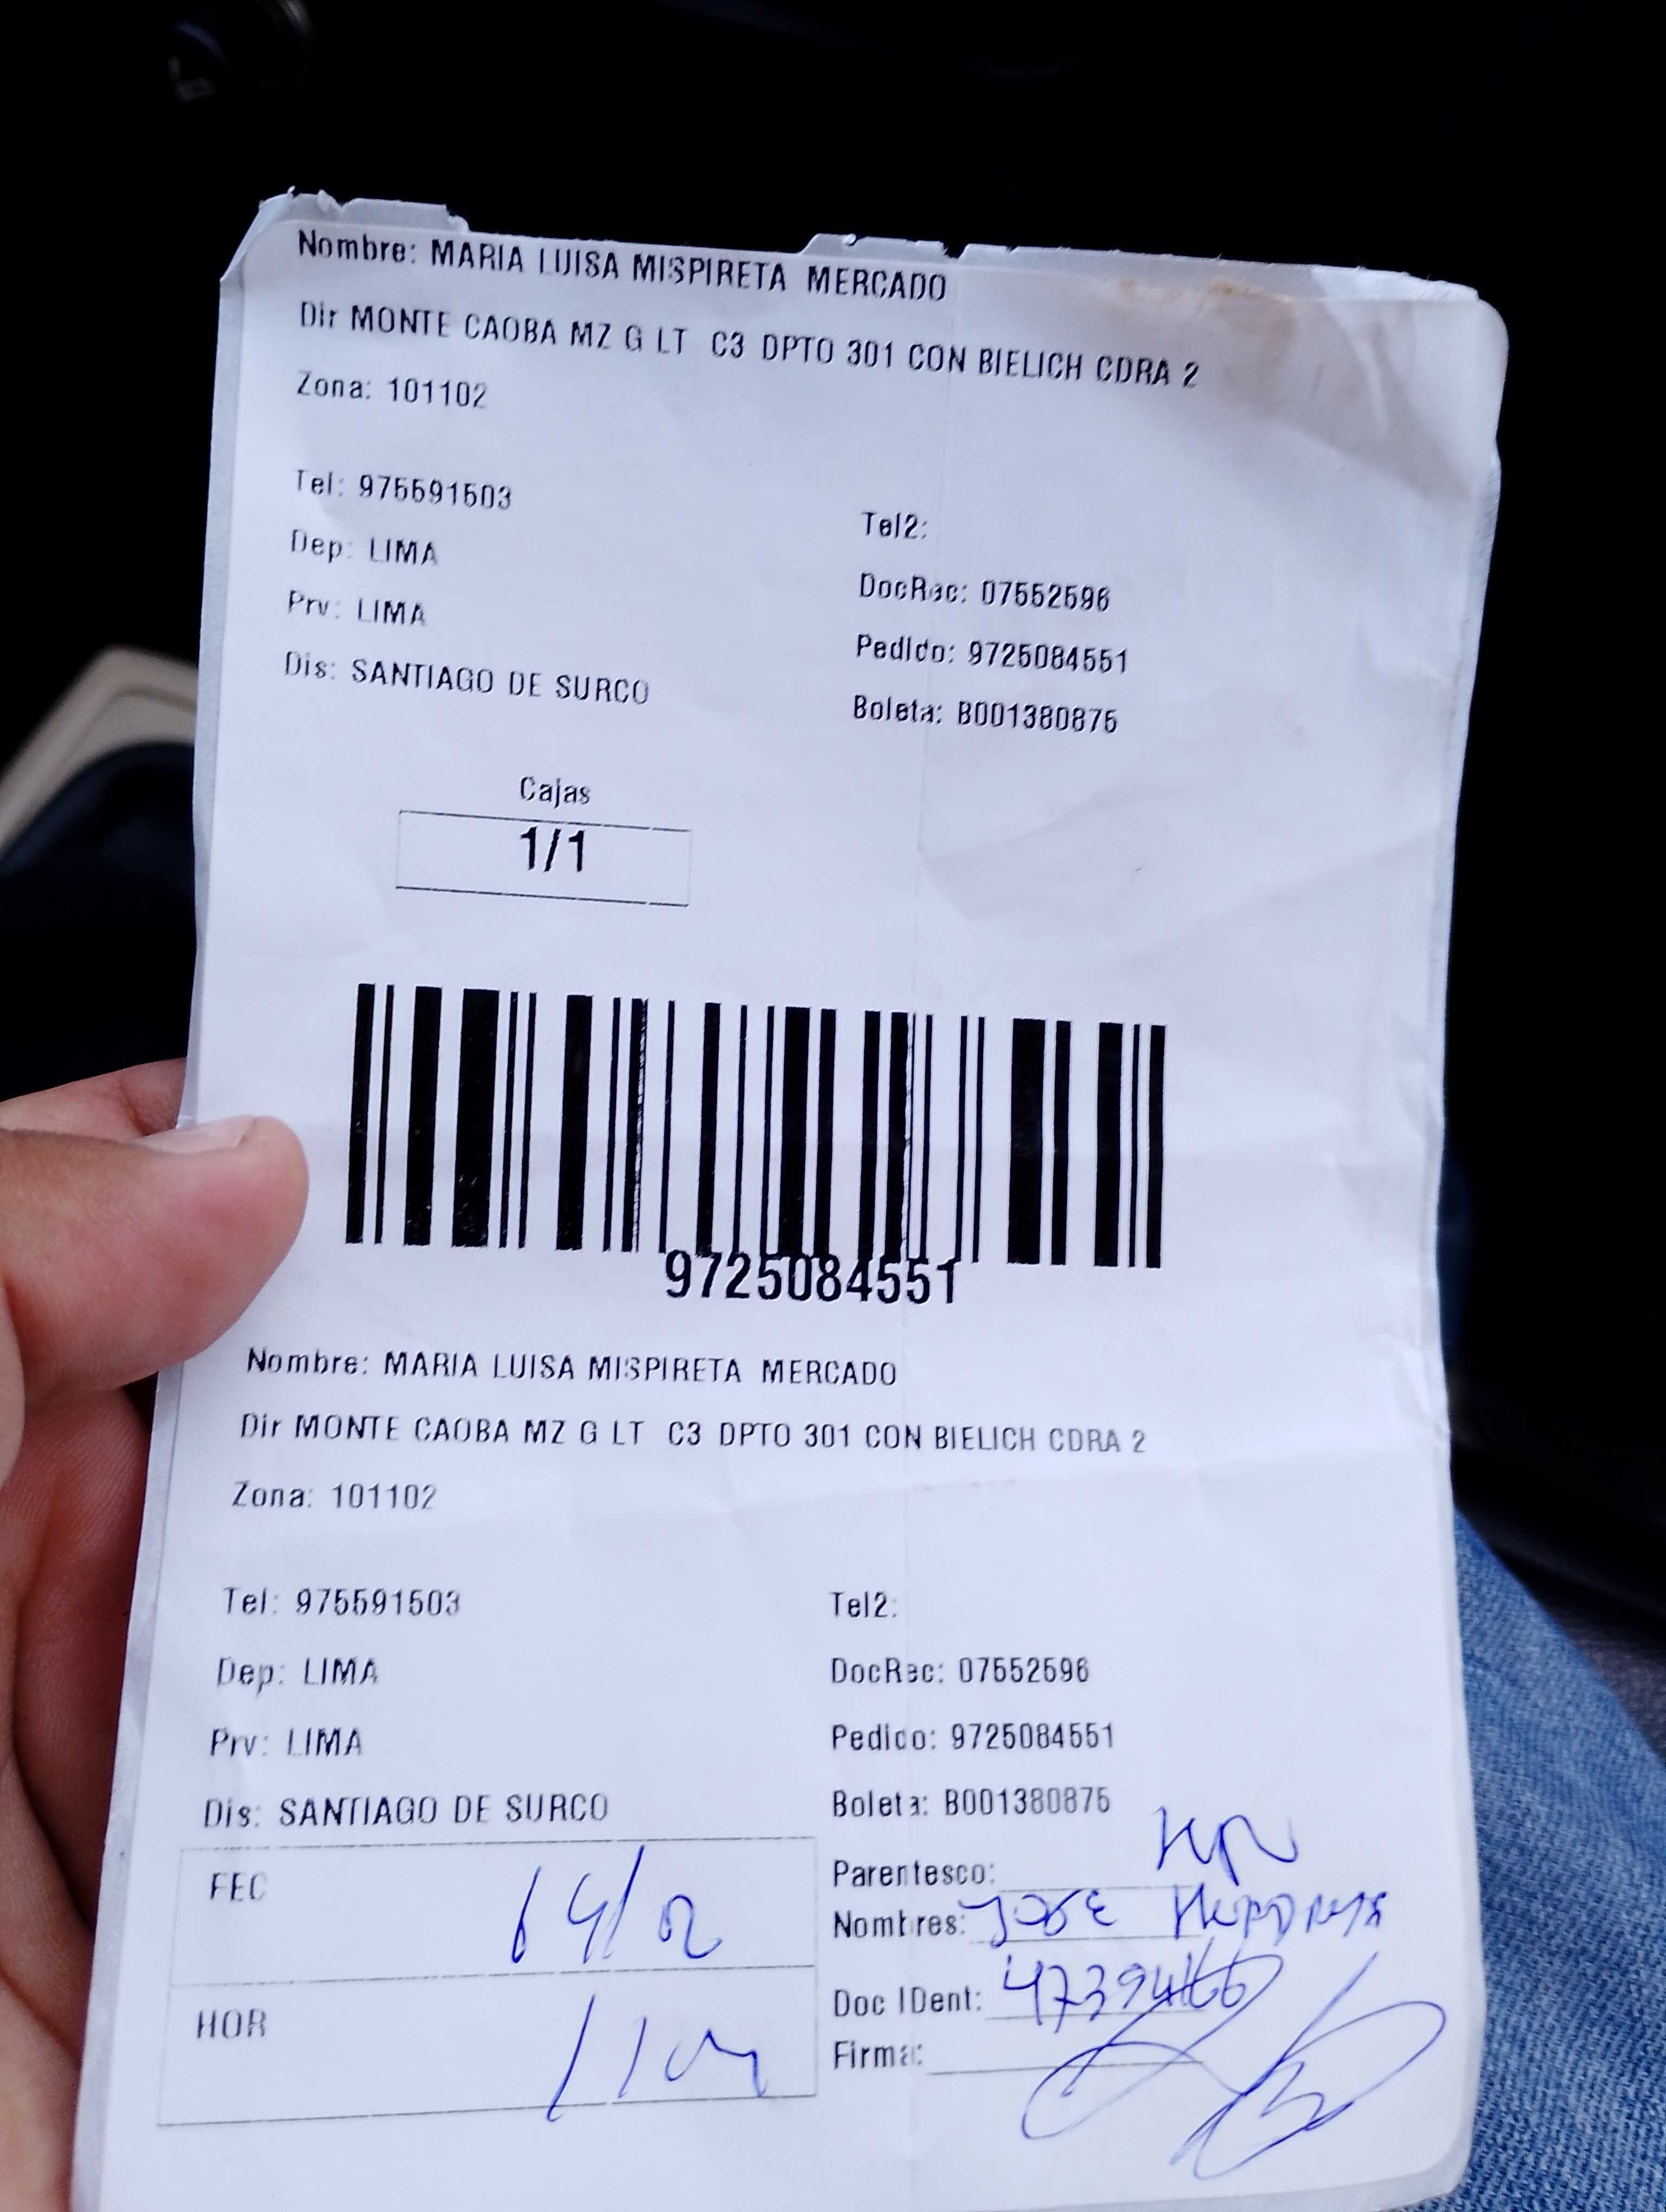 Nombre: MARIA LUISA MISPIRETA MERCADO
Dir MONTE CAOBA MZ G LT C3 DPTO 301 CON BIELICH CDRA 2
Zona: 101102
Tel: 975591503
Tel2:
Dep: LIMA
DocRec: 07552596
Prv: LIMA
Pedido: 9725084551
Dis: SANTIAGO DE SURCO
Boleta: B001380875
Cajas
1/1
9725084551
Nombre: MARIA LUISA MISPIRETA MERCADO
Dir MONTE CAOBA MZ G LT C3 DPTO 301 CON BIELICH CDRA 2
Zona: 101102
Tel: 975591503
Tel2:
Dep: LIMA
DocRec: 07552596
Prv: LIMA
Pedido: 9725084551
Dis: SANTIAGO DE SURCO
Boleta: B001380875
FEC
Parentesco:
Nombres: JOSE
HOR
Doc IDent:
Firma: